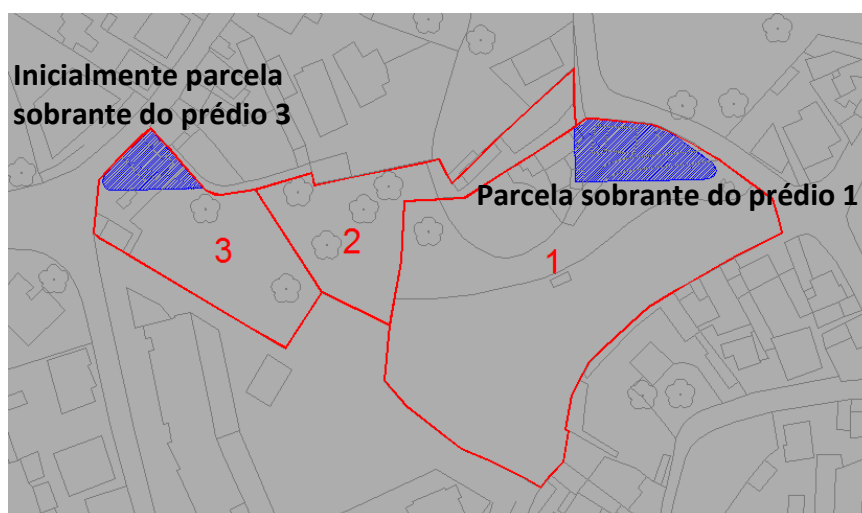 Inicialmente parcela
sobrante do prédio 3
Parcela sobrante do prédio 1
3
2
1